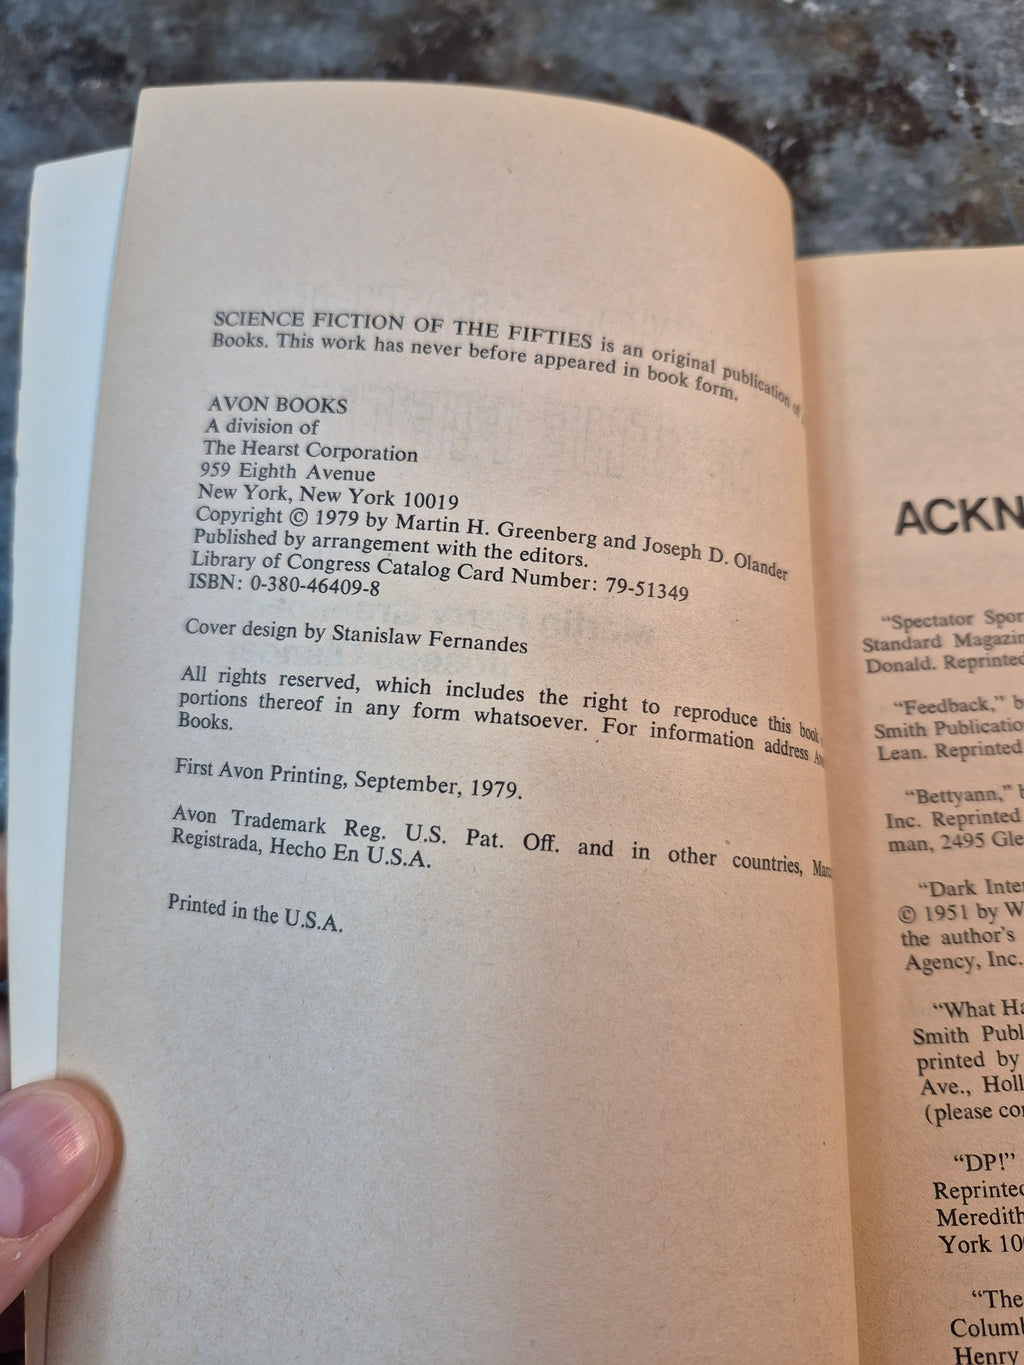 SCIENCE FICTION OF THE FIFTIES is an original publication of
Books. This work has never before appeared in book form.
AVON BOOKS
A division of
The Hearst Corporation
959 Eighth Avenue
New York, New York 10019
Copyright © 1979 by Martin H. Greenberg and Joseph D. Olander
Published by arrangement with the editors.
Library of Congress Catalog Card Number: 79-51349
ISBN: 0-380-46409-8
Cover design by Stanislaw Fernandes
All rights reserved, which includes the right to reproduce this book
portions thereof in any form whatsoever. For information address
Books.
First Avon Printing, September, 1979.
Avon Trademark Reg. U.S. Pat. Off. and in other countries,
Registrada, Hecho En U.S.A.
Printed in the U.S.A.
ACKN
“Spectator Spor
Standard Magazin
Donald. Reprinted
“Feedback,” b
Smith Publicatio
Lean. Reprinted
“Bettyann,” b
Inc. Reprinted
man, 2495 Gle
“Dark Inter
© 1951 by W
the author's
Agency, Inc.
“What Ha
Smith Publ
printed by
Ave., Holl
(please con
“DP!”
Reprinted
Meredith
York 10
“The
Columb
Henry